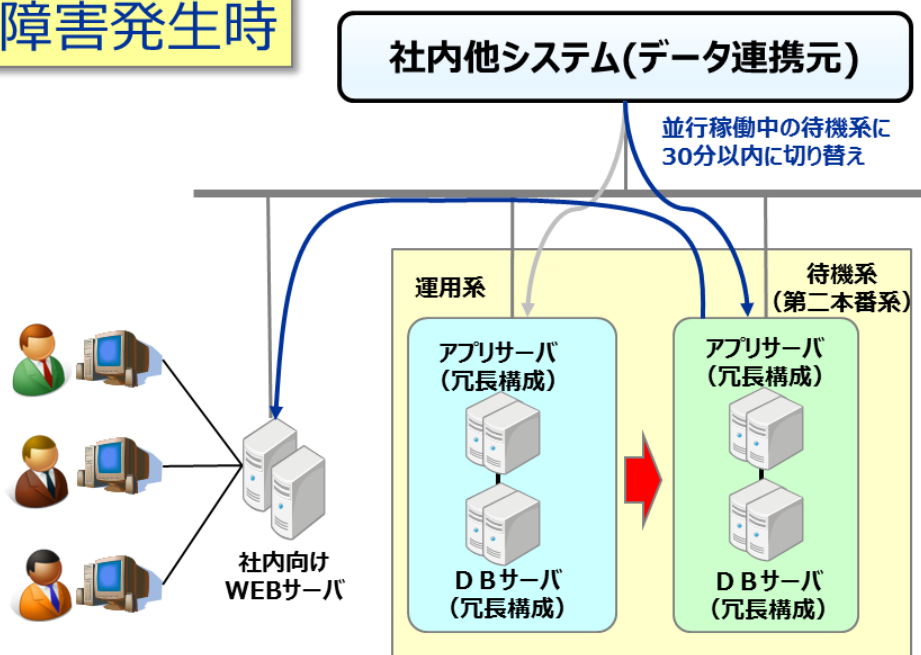 障害発生時
社内他システム(データ連携元)
並行稼働中の待機系に
30分以内に切り替え
運用系
待機系
（第二本番系）
アプリサーバ
（冗長構成）
アプリサーバ
（冗長構成）
社内向け
WEBサーバ
ＤＢサーバ
（冗長構成）
ＤＢサーバ
（冗長構成）